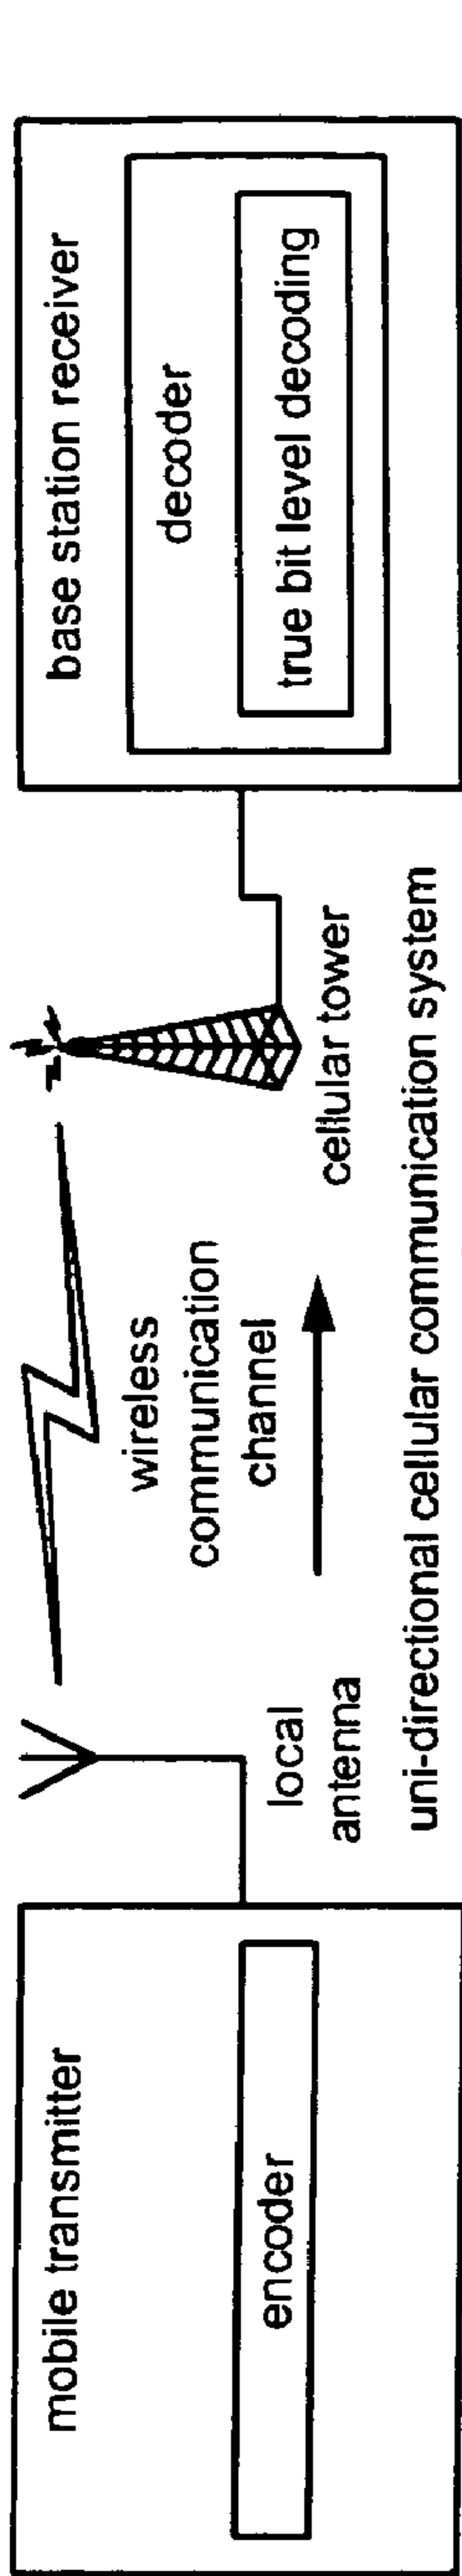 mobile transmitter
encoder
local
antenna
wireless
communication
channel
cellular tower
base station receiver
decoder
true bit level decoding
uni-directional cellular communication system